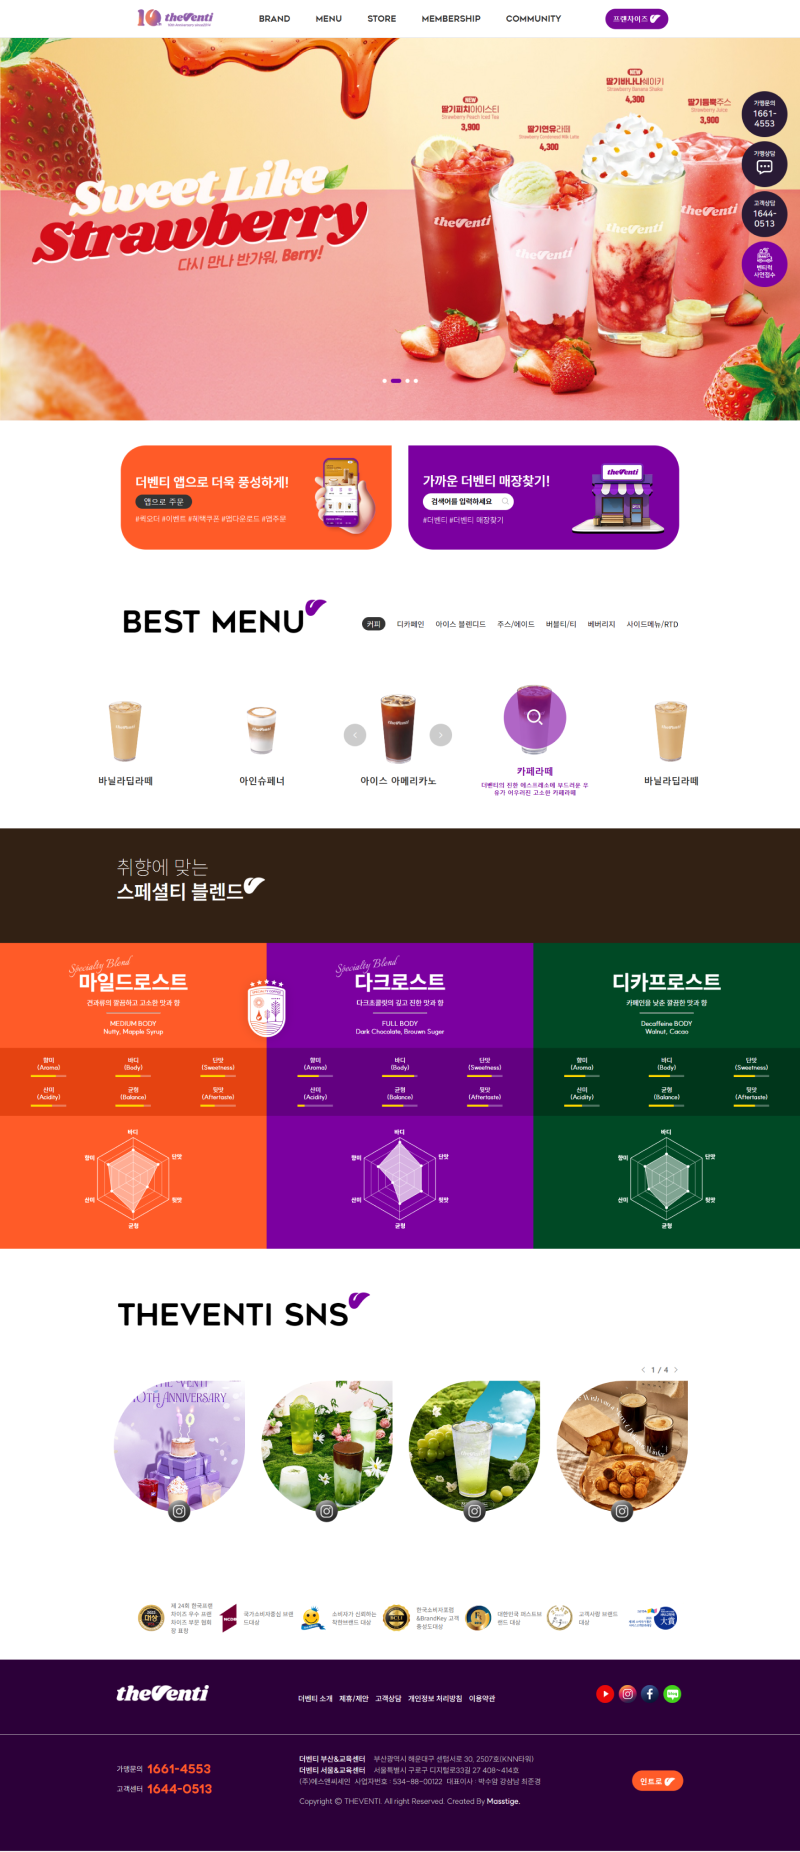 theVenti
BRAND
MENU
STORE
MEMBERSHIP
COMMUNITY
프랜차이즈
Sweet Like
Strawberry
다시 만나 반가워, Berry!
NEW
딸기피치아이스티
Strawberry Peach Iced Tea
3,900
딸기연유라떼
4,300
NEW
딸기바나나쉐이키
Strawberry Banana Shake
4,300
딸기듬뿍주스
Strawberry Juice
3,900
theVenti
theVenti
theVenti
theVenti
가맹문의
1661-
4553
가맹상담
고객상담
1644-
0513
벤티럭
사연접수
더벤티 앱으로 더욱 풍성하게!
앱으로 주문
#퀵오더 #이벤트 #혜택쿠폰 #앱다운로드 #앱주문
가까운 더벤티 매장찾기!
검색어를 입력하세요
#더벤티 #더벤티 매장찾기
theVenti
BEST MENU
커피
디카페인
아이스 블렌디드
주스/에이드
버블티/티
베버리지
사이드메뉴/RTD
바닐라딥라떼
아인슈페너
아이스 아메리카노
카페라떼
더벤티의 진한 에스프레소에 부드러운 우
유가 어우러진 고소한 카페라떼
바닐라딥라떼
취향에 맞는
스페셜티 블렌드
Specialty Blend
마일드로스트
견과류의 깔끔하고 고소한 맛과 향
MEDIUM BODY
Nutty, Mapple Syrup
Specialty Blend
다크로스트
다크초콜릿의 깊고 진한 맛과 향
FULL BODY
Dark Chocolate, Brouwn Suger
디카프로스트
카페인을 낮춘 깔끔한 맛과 향
Decaffeine BODY
Walnut, Cacao
향미
(Aroma)
바디
(Body)
단맛
(Sweetness)
산미
(Acidity)
균형
(Balance)
뒷맛
(Aftertaste)
향미
(Aroma)
바디
(Body)
단맛
(Sweetness)
산미
(Acidity)
균형
(Balance)
뒷맛
(Aftertaste)
향미
(Aroma)
바디
(Body)
단맛
(Sweetness)
산미
(Acidity)
균형
(Balance)
뒷맛
(Aftertaste)
바디
향미
단맛
산미
뒷맛
균형
바디
향미
단맛
산미
뒷맛
균형
바디
향미
단맛
산미
뒷맛
균형
THEVENTI SNS
1 / 4
THE VENTI
10TH ANNIVERSARY
제 24회 한국프랜
차이즈 우수 프랜
차이즈 부문 협회
장 표창
국가소비자중심 브랜
드대상
소비자가 신뢰하는
착한브랜드 대상
한국소비자포럼
&BrandKey 고객
충성도대상
대한민국 퍼스트브
랜드 대상
고객사랑 브랜드
대상
theVenti
더벤티 소개
제휴/제안
고객상담
개인정보 처리방침
이용약관
가맹문의 1661-4553
고객센터 1644-0513
더벤티 부산&교육센터 부산광역시 해운대구 센텀서로 30, 2507호(KNN타워)
더벤티 서울&교육센터 서울특별시 구로구 디지털로33길 27 408~414호
(주)에스앤씨세인 사업자번호 : 534-88-00122 대표이사 : 박수암 강삼남 최준경
Copyright © THEVENTI. All right Reserved. Created By Masstige.
인트로